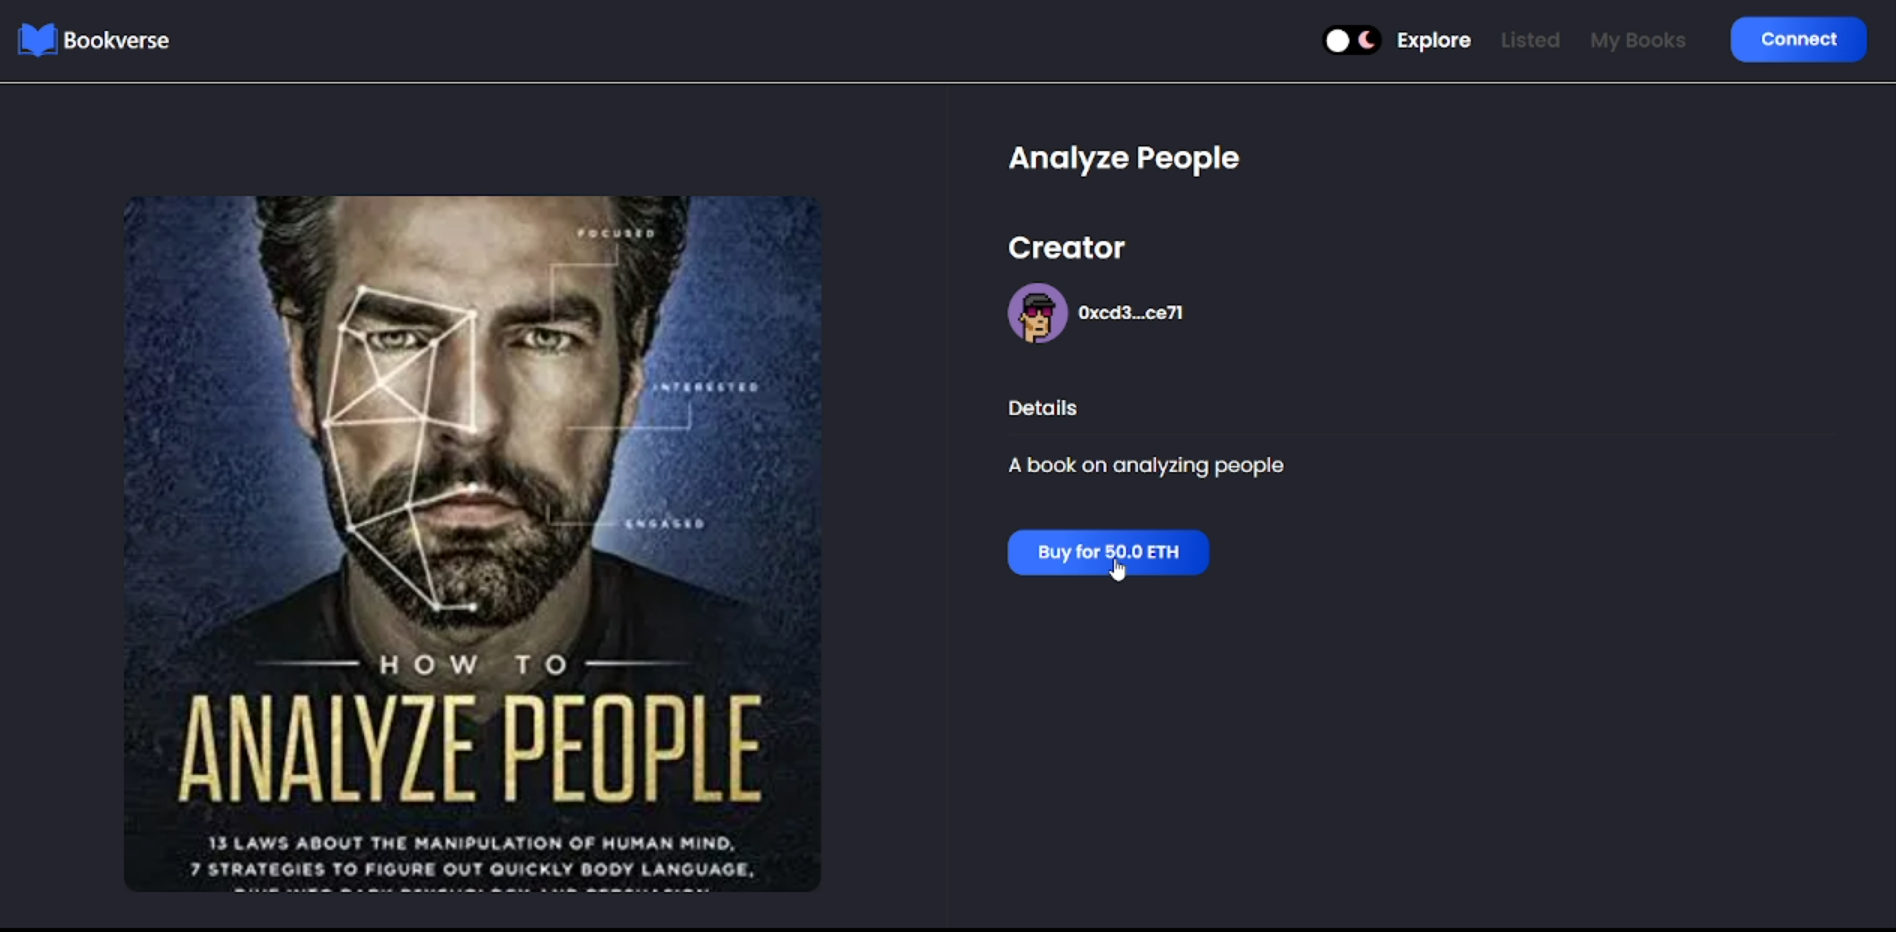 Bookverse
Explore Listed My Books Connect
Analyze People
Creator
0xcd3...ce71
Details
A book on analyzing people
Buy for 50.0 ETH
FOCUSED
INTERESTED
ENGAGED
HOW TO
ANALYZE PEOPLE
13 LAWS ABOUT THE MANIPULATION OF HUMAN MIND,
7 STRATEGIES TO FIGURE OUT QUICKLY BODY LANGUAGE,